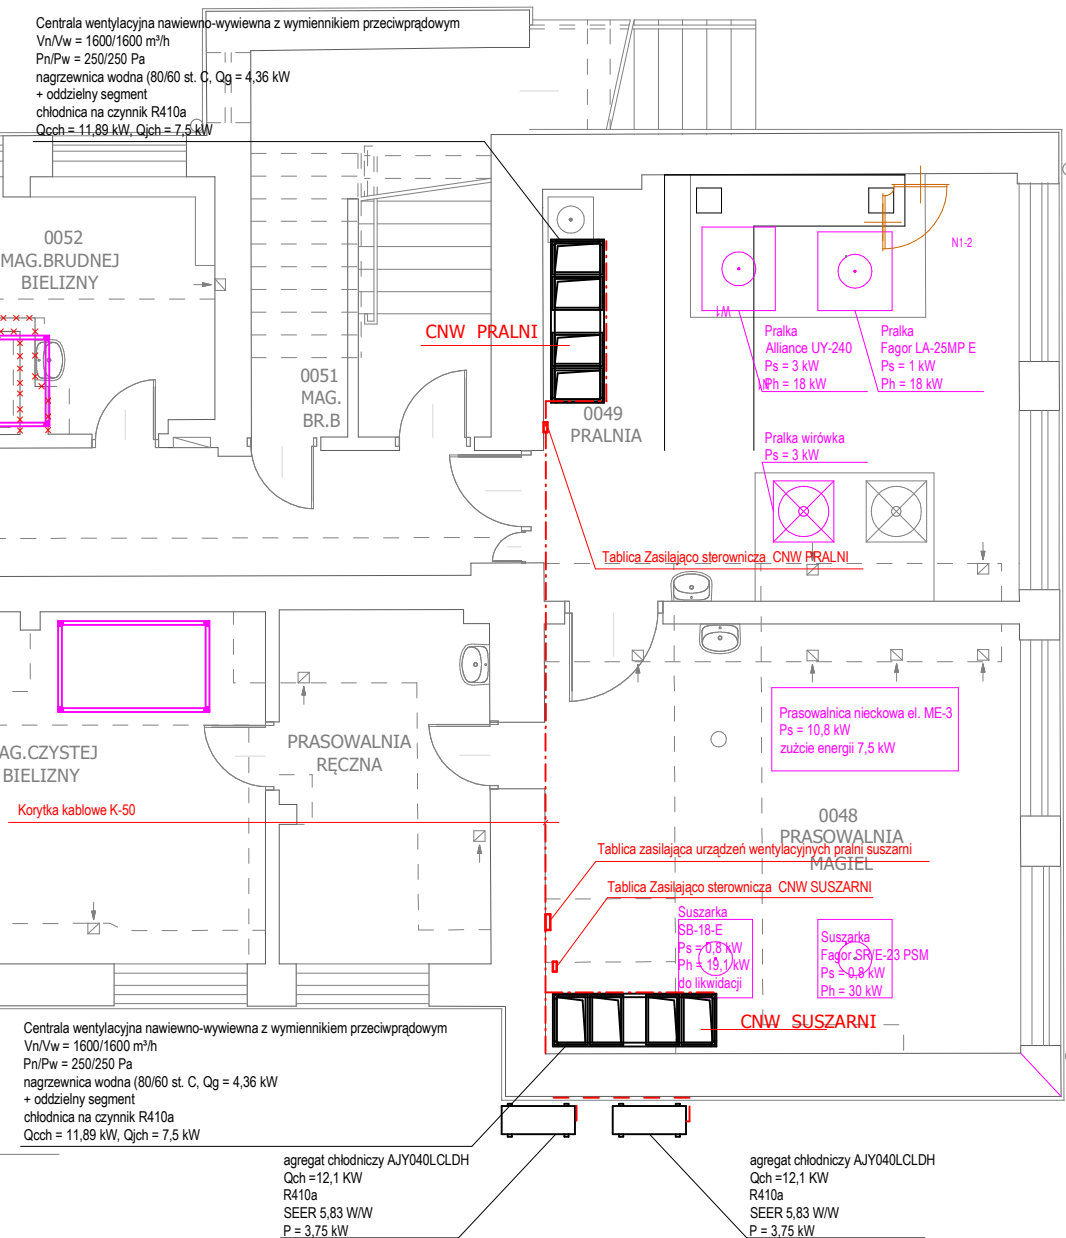 Centrala wentylacyjna nawiewno-wywiewna z wymiennikiem przeciwprądowym
Vn/Vw = 1600/1600 m³/h
Pn/Pw = 250/250 Pa
nagrzewnica wodna (80/60 st. C, Qg = 4,36 kW
+ oddzielny segment
chłodnica na czynnik R410a
Qcch = 11,89 kW, Qjch = 7,5 kW
0052
MAG.BRUDNEJ
BIELIZNY
0051
MAG.
BR.B
CNW PRALNI
0049
PRALNIA
N1-2
W1
Pralka
Alliance UY-240
Ps = 3 kW
Ph = 18 kW
N1
Pralka
Fagor LA-25MP E
Ps = 1 kW
Ph = 18 kW
Pralka wirówka
Ps = 3 kW
Tablica Zasilająco sterownicza CNW PRALNI
AG.CZYSTEJ
BIELIZNY
PRASOWALNIA
RĘCZNA
Korytka kablowe K-50
Prasowalnica nieckowa el. ME-3
Ps = 10,8 kW
zużcie energii 7,5 kW
0048
PRASOWALNIA
MAGIEL
Tablica zasilająca urządzeń wentylacyjnych pralni suszarni
Tablica Zasilająco sterownicza CNW SUSZARNI
Suszarka
SB-18-E
Ps = 0,8 kW
Ph = 19,1 kW
do likwidacji
Suszarka
Fagor SR/E-23 PSM
Ps = 0,8 kW
Ph = 30 kW
CNW SUSZARNI
Centrala wentylacyjna nawiewno-wywiewna z wymiennikiem przeciwprądowym
Vn/Vw = 1600/1600 m³/h
Pn/Pw = 250/250 Pa
nagrzewnica wodna (80/60 st. C, Qg = 4,36 kW
+ oddzielny segment
chłodnica na czynnik R410a
Qcch = 11,89 kW, Qjch = 7,5 kW
agregat chłodniczy AJY040LCLDH
Qch =12,1 KW
R410a
SEER 5,83 W/W
P = 3,75 kW
agregat chłodniczy AJY040LCLDH
Qch =12,1 KW
R410a
SEER 5,83 W/W
P = 3,75 kW